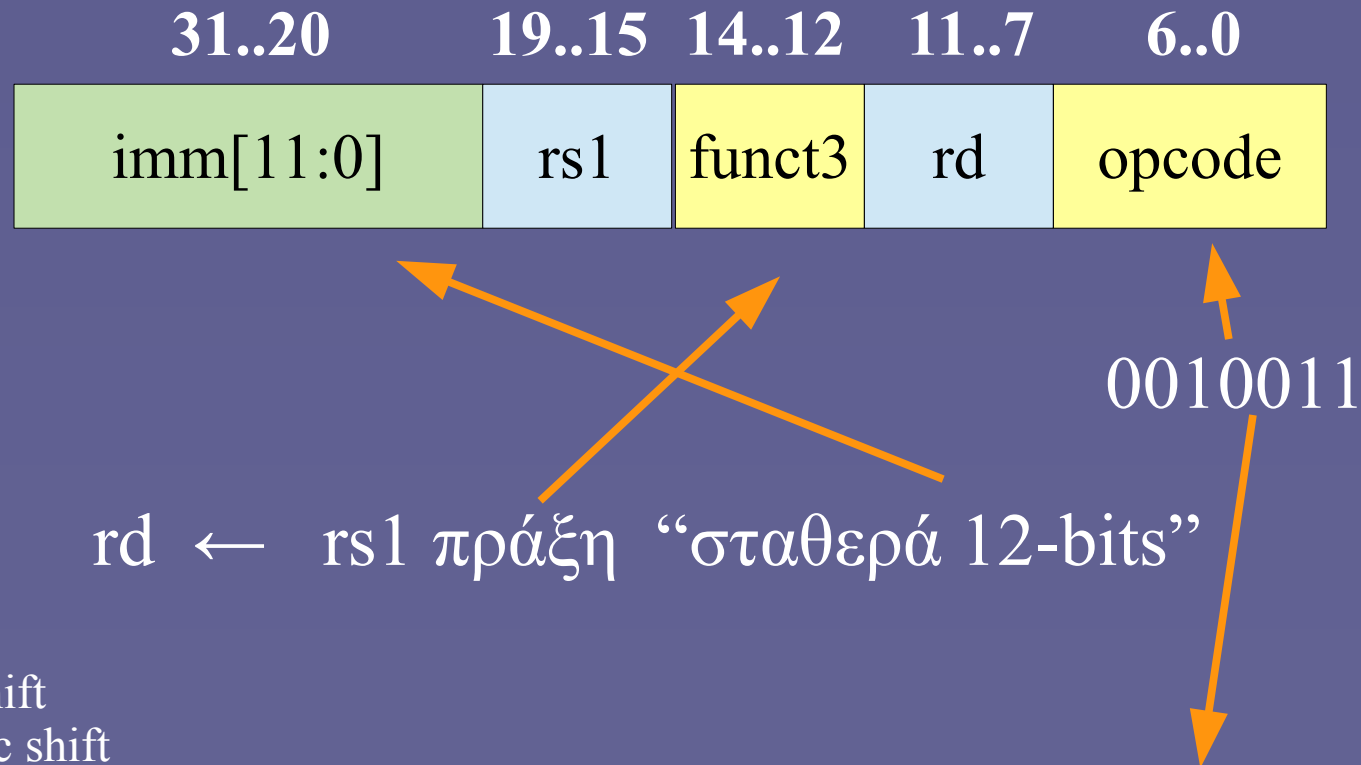 31..20 19..15 14..12 11..7 6..0
imm[11:0] rs1 funct3 rd opcode
0010011
rd ← rs1 πράξη “σταθερά 12-bits”
shift